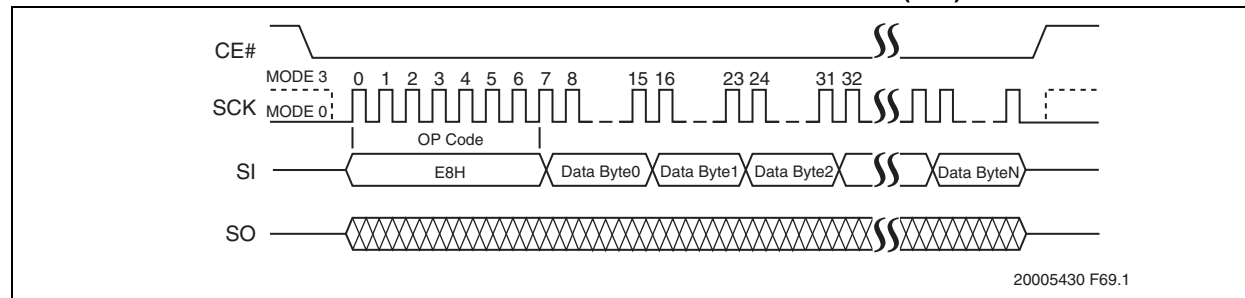 CE#
MODE 3 0 1 2 3 4 5 6 7 8 15 16 23 24 31 32
SCK MODE 0
OP Code
SI E8H Data Byte0 Data Byte1 Data Byte2 Data ByteN
SO
20005430 F69.1